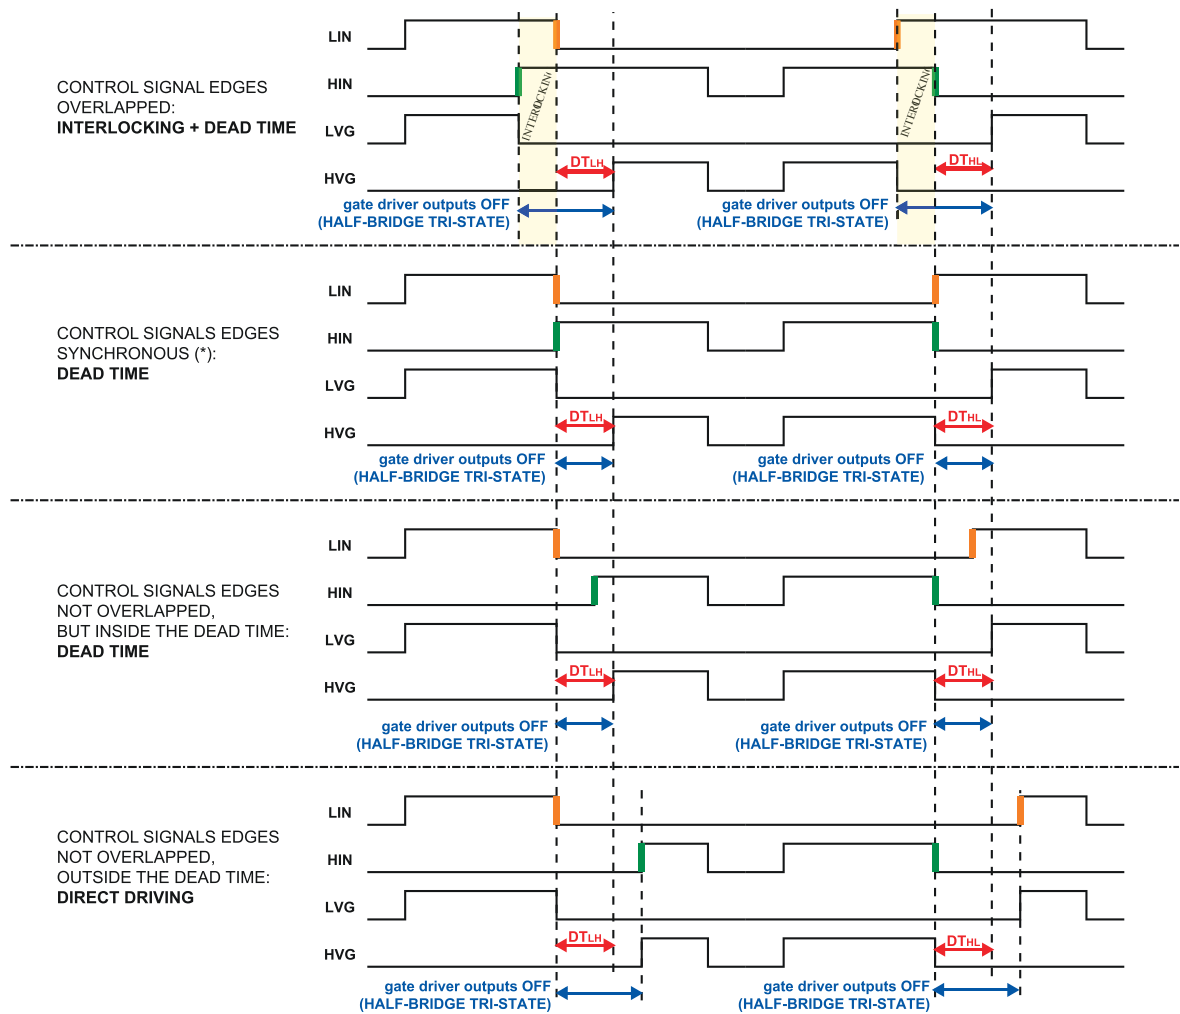 LIN
HIN
CONTROL SIGNAL EDGES
OVERLAPPED:
INTERLOCKING + DEAD TIME
INTERLOCKING
INTERLOCKING
LVG
HVG
DTLH
DTHL
gate driver outputs OFF
(HALF-BRIDGE TRI-STATE)
gate driver outputs OFF
(HALF-BRIDGE TRI-STATE)
LIN
HIN
CONTROL SIGNALS EDGES
SYNCHRONOUS (*):
DEAD TIME
LVG
HVG
DTLH
DTHL
gate driver outputs OFF
(HALF-BRIDGE TRI-STATE)
gate driver outputs OFF
(HALF-BRIDGE TRI-STATE)
LIN
HIN
CONTROL SIGNALS EDGES
NOT OVERLAPPED,
BUT INSIDE THE DEAD TIME:
DEAD TIME
LVG
HVG
DTLH
DTHL
gate driver outputs OFF
(HALF-BRIDGE TRI-STATE)
gate driver outputs OFF
(HALF-BRIDGE TRI-STATE)
LIN
HIN
CONTROL SIGNALS EDGES
NOT OVERLAPPED,
OUTSIDE THE DEAD TIME:
DIRECT DRIVING
LVG
HVG
DTLH
DTHL
gate driver outputs OFF
(HALF-BRIDGE TRI-STATE)
gate driver outputs OFF
(HALF-BRIDGE TRI-STATE)